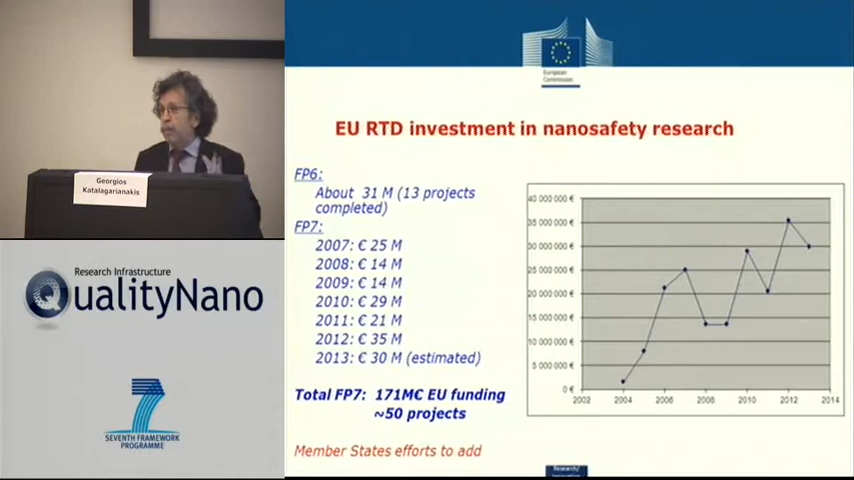 Georgios
Katalagarianakis
Research Infrastructure
QualityNano
SEVENTH FRAMEWORK
PROGRAMME
European
Commission
EU RTD investment in nanosafety research
FP6:
About 31 M (13 projects
completed)
FP7:
2007: € 25 M
2008: € 14 M
2009: € 14 M
2010: € 29 M
2011: € 21 M
2012: € 35 M
2013: € 30 M (estimated)
Total FP7: 171M€ EU funding
~50 projects
Member States efforts to add
40 000 000 €
35 000 000 €
30 000 000 €
25 000 000 €
20 000 000 €
15 000 000 €
10 000 000 €
5 000 000 €
0 €
2002 2004 2006 2008 2010 2012 2014